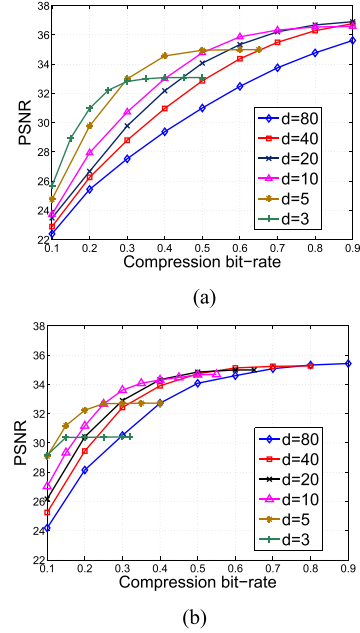 38
36
34
32
30
28
26
24
22
PSNR
d=80
d=40
d=20
d=10
d=5
d=3
0.1 0.2 0.3 0.4 0.5 0.6 0.7 0.8 0.9
Compression bit-rate
(a)
38
36
34
32
30
28
26
24
22
PSNR
d=80
d=40
d=20
d=10
d=5
d=3
0.1 0.2 0.3 0.4 0.5 0.6 0.7 0.8 0.9
Compression bit-rate
(b)